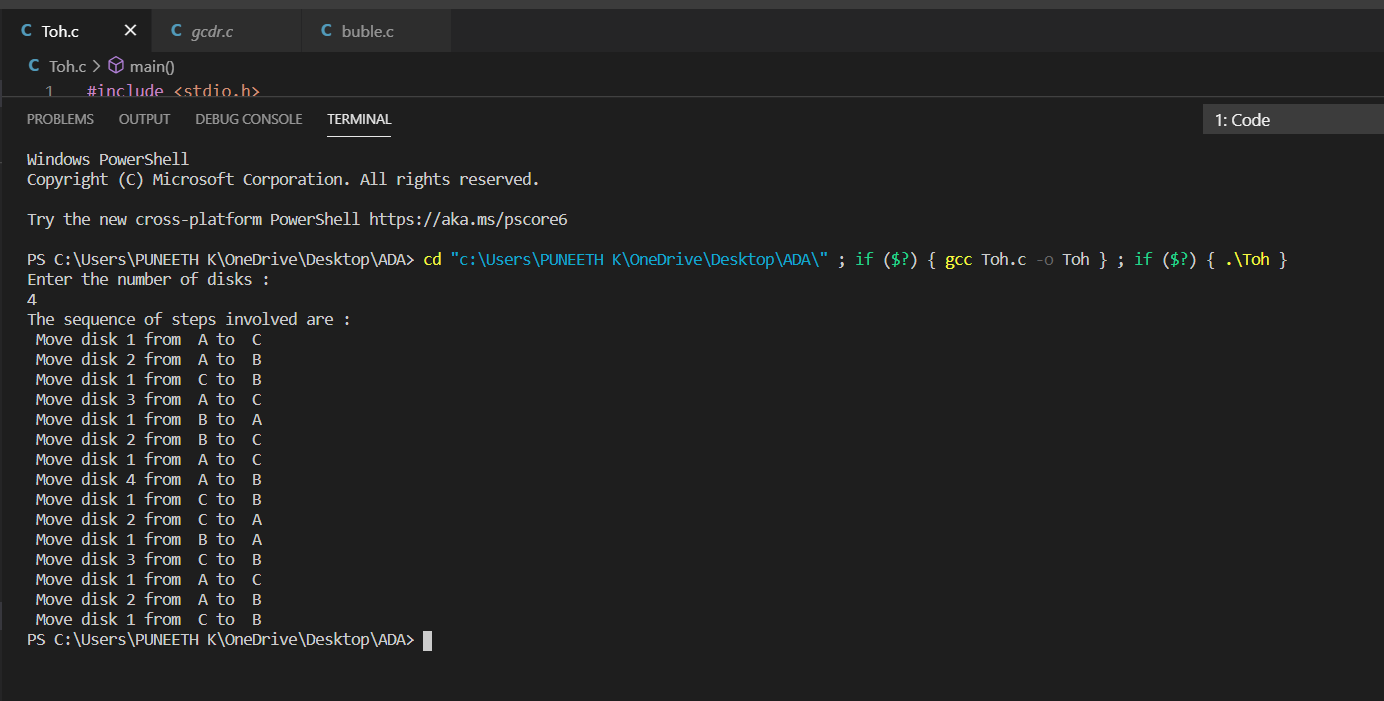 C Toh.c × C gcdr.c C buble.c
C Toh.c > main()
1 #include <stdio.h>
PROBLEMS OUTPUT DEBUG CONSOLE TERMINAL 1: Code
Windows PowerShell
Copyright (C) Microsoft Corporation. All rights reserved.
Try the new cross-platform PowerShell https://aka.ms/pscore6
PS C:\Users\PUNEETH K\OneDrive\Desktop\ADA> cd "c:\Users\PUNEETH K\OneDrive\Desktop\ADA\" ; if ($?) { gcc Toh.c -o Toh } ; if ($?) { .\Toh }
Enter the number of disks :
4
The sequence of steps involved are :
Move disk 1 from  A to  C
Move disk 2 from  A to  B
Move disk 1 from  C to  B
Move disk 3 from  A to  C
Move disk 1 from  B to  A
Move disk 2 from  B to  C
Move disk 1 from  A to  C
Move disk 4 from  A to  B
Move disk 1 from  C to  B
Move disk 2 from  C to  A
Move disk 1 from  B to  A
Move disk 3 from  C to  B
Move disk 1 from  A to  C
Move disk 2 from  A to  B
Move disk 1 from  C to  B
PS C:\Users\PUNEETH K\OneDrive\Desktop\ADA>